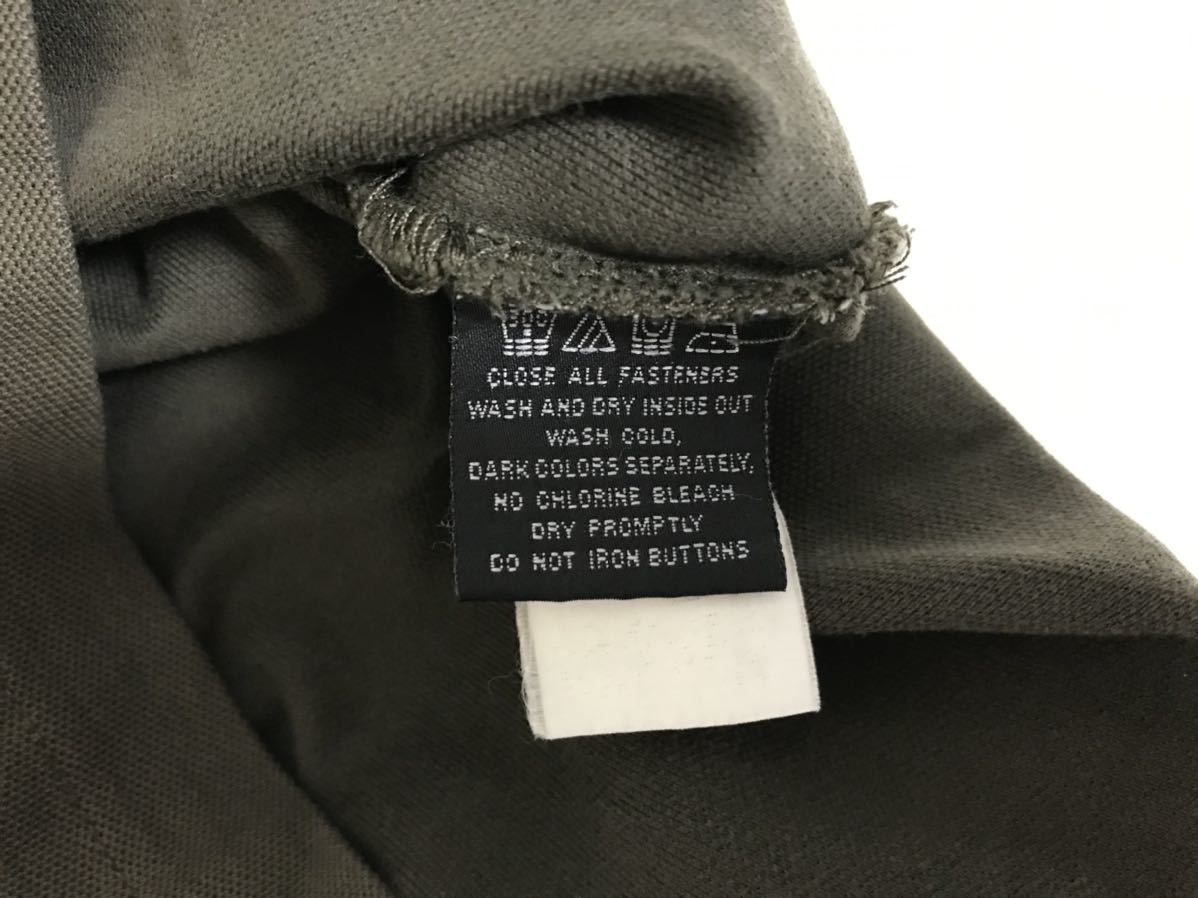 CLOSE ALL FASTENERS
WASH AND DRY INSIDE OUT
WASH COLD,
DARK COLORS SEPARATELY,
NO CHLORINE BLEACH
DRY PROMPTLY
DO NOT IRON BUTTONS